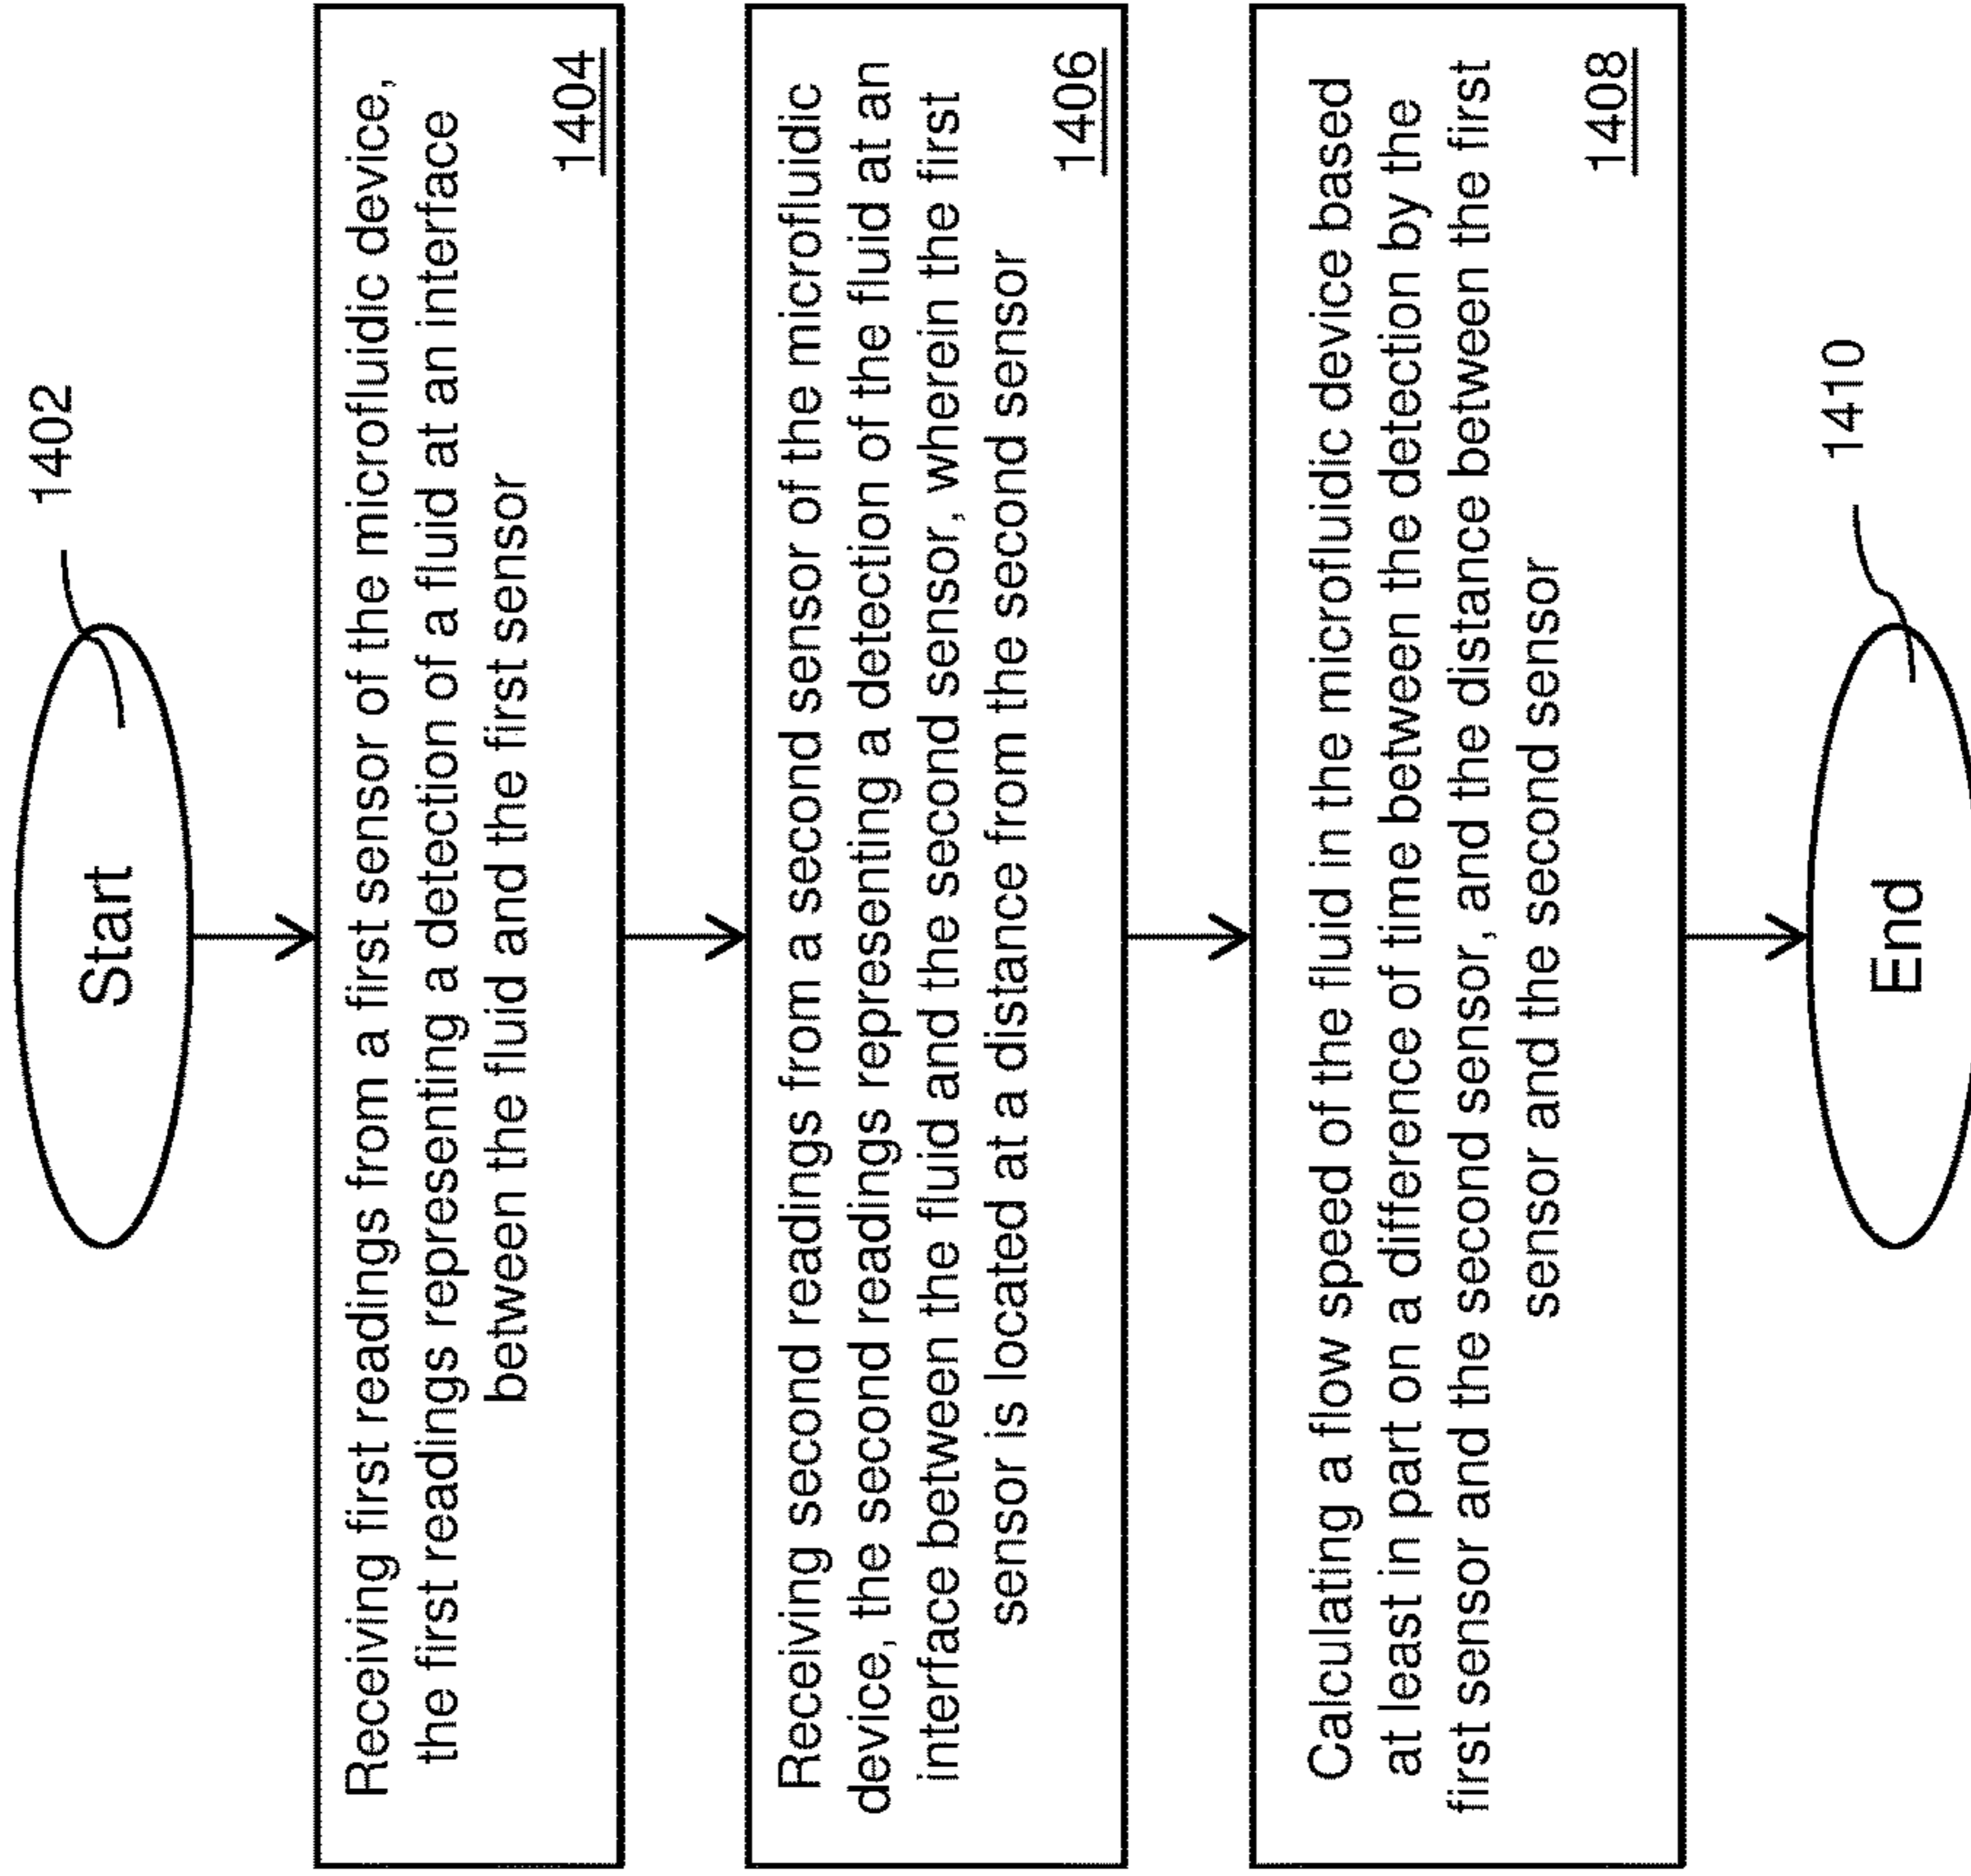 1402
Start
Receiving first readings from a first sensor of the microfluidic device,
the first readings representing a detection of a fluid at an interface
between the fluid and the first sensor
1404
Receiving second readings from a second sensor of the microfluidic
device, the second readings representing a detection of the fluid at an
interface between the fluid and the second sensor, wherein the first
sensor is located at a distance from the second sensor
1406
Calculating a flow speed of the fluid in the microfluidic device based
at least in part on a difference of time between the detection by the
first sensor and the second sensor, and the distance between the first
sensor and the second sensor
1408
1410
End